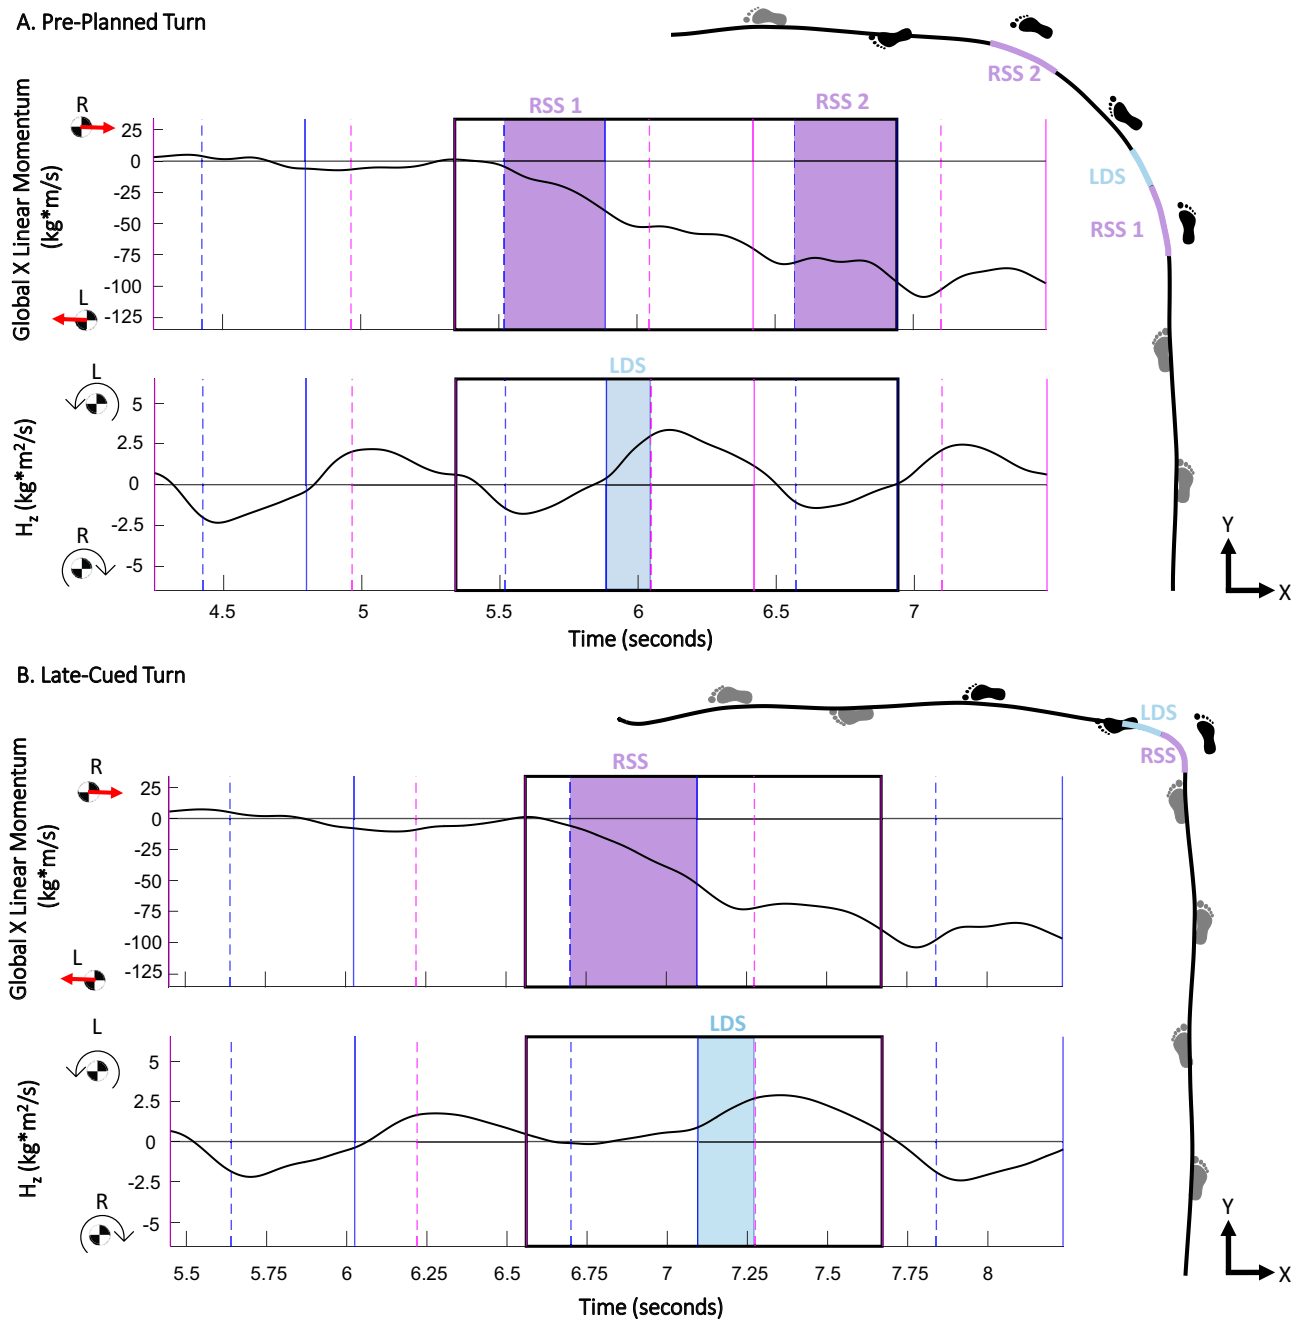 A. Pre-Planned Turn
RSS 2
LDS
RSS 1
RSS 1
RSS 2
Global X Linear Momentum
(kg*m/s)
R
L
25
0
-25
-50
-75
-100
-125
LDS
H_z (kg*m²/s)
L
R
5
2.5
0
-2.5
-5
4.5 5 5.5 6 6.5 7
Time (seconds)
Y
X
B. Late-Cued Turn
LDS
RSS
RSS
Global X Linear Momentum
(kg*m/s)
R
L
25
0
-25
-50
-75
-100
-125
LDS
H_z (kg*m²/s)
L
R
5
2.5
0
-2.5
-5
5.5 5.75 6 6.25 6.5 6.75 7 7.25 7.5 7.75 8
Time (seconds)
Y
X